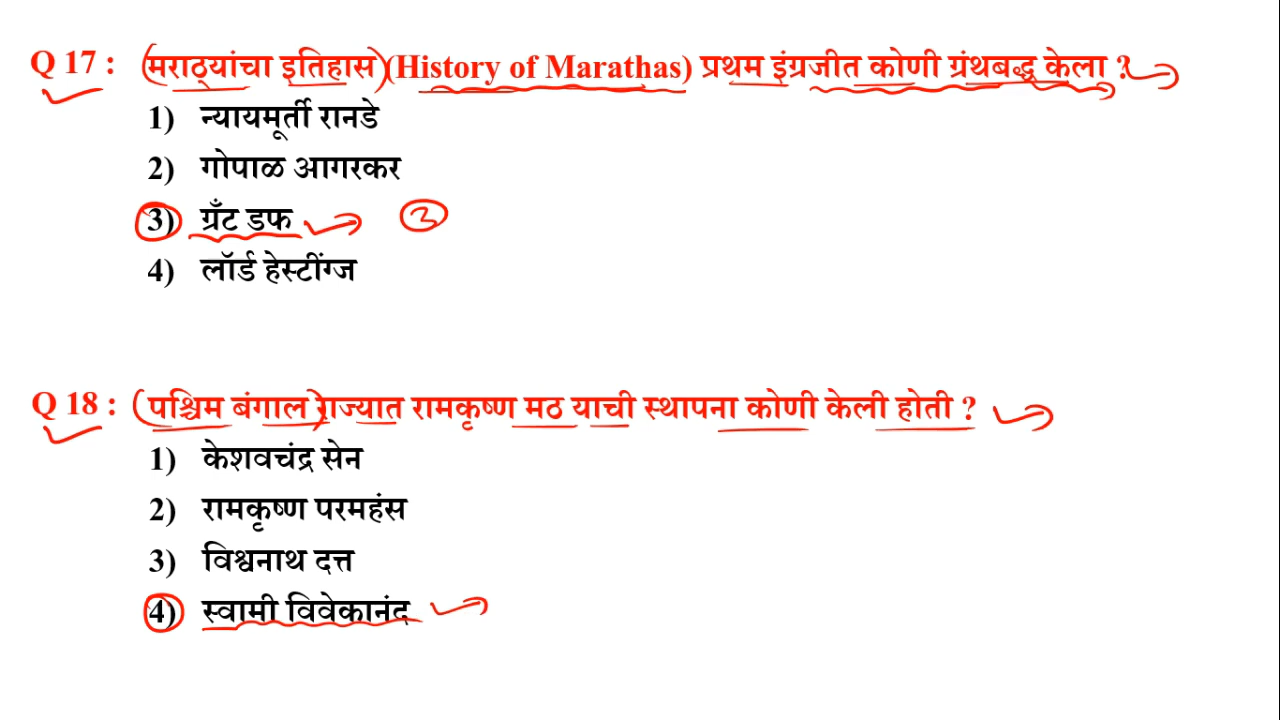 Q 17 : (मराठ्यांचा इतिहास)(History of Marathas) प्रथम इंग्रजीत कोणी ग्रंथबद्ध केला ?
1) न्यायमूर्ती रानडे
2) गोपाळ आगरकर
3) ग्रँट डफ 3
4) लॉर्ड हेस्टींग्ज
Q 18 : (पश्चिम बंगाल) राज्यात रामकृष्ण मठ याची स्थापना कोणी केली होती ?
1) केशवचंद्र सेन
2) रामकृष्ण परमहंस
3) विश्वनाथ दत्त
4) स्वामी विवेकानंद